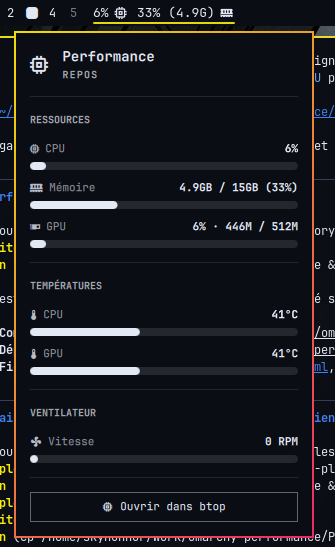 2 4 5 6% 33% (4.9G)
Performance
REPOS
RESSOURCES
CPU 6%
Mémoire 4.9GB / 15GB (33%)
GPU 6% · 446M / 512M
TEMPÉRATURES
CPU 41°C
GPU 41°C
VENTILATEUR
Vitesse 0 RPM
Ouvrir dans btop